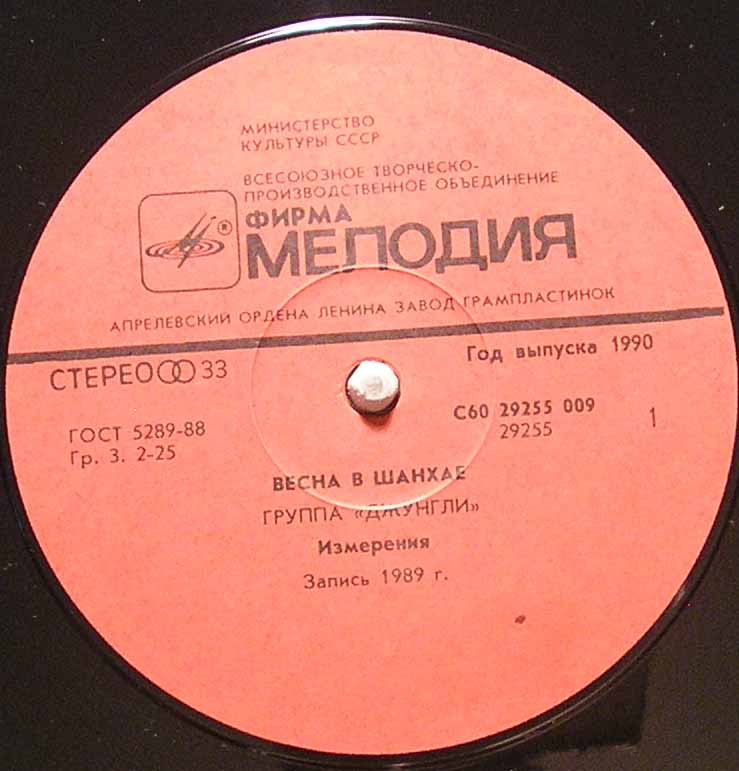 МИНИСТЕРСТВО
КУЛЬТУРЫ СССР
ВСЕСОЮЗНОЕ ТВОРЧЕСКО-
ПРОИЗВОДСТВЕННОЕ ОБЪЕДИНЕНИЕ
ФИРМА
® МЕЛОДИЯ
АПРЕЛЕВСКИЙ ОРДЕНА ЛЕНИНА ЗАВОД ГРАМПЛАСТИНОК
СТЕРЕО 33
Год выпуска 1990
ГОСТ 5289-88
Гр. 3. 2-25
С60 29255 009
29255
1
ВЕСНА В ШАНХАЕ
ГРУППА «ДЖУНГЛИ»
Измерения
Запись 1989 г.